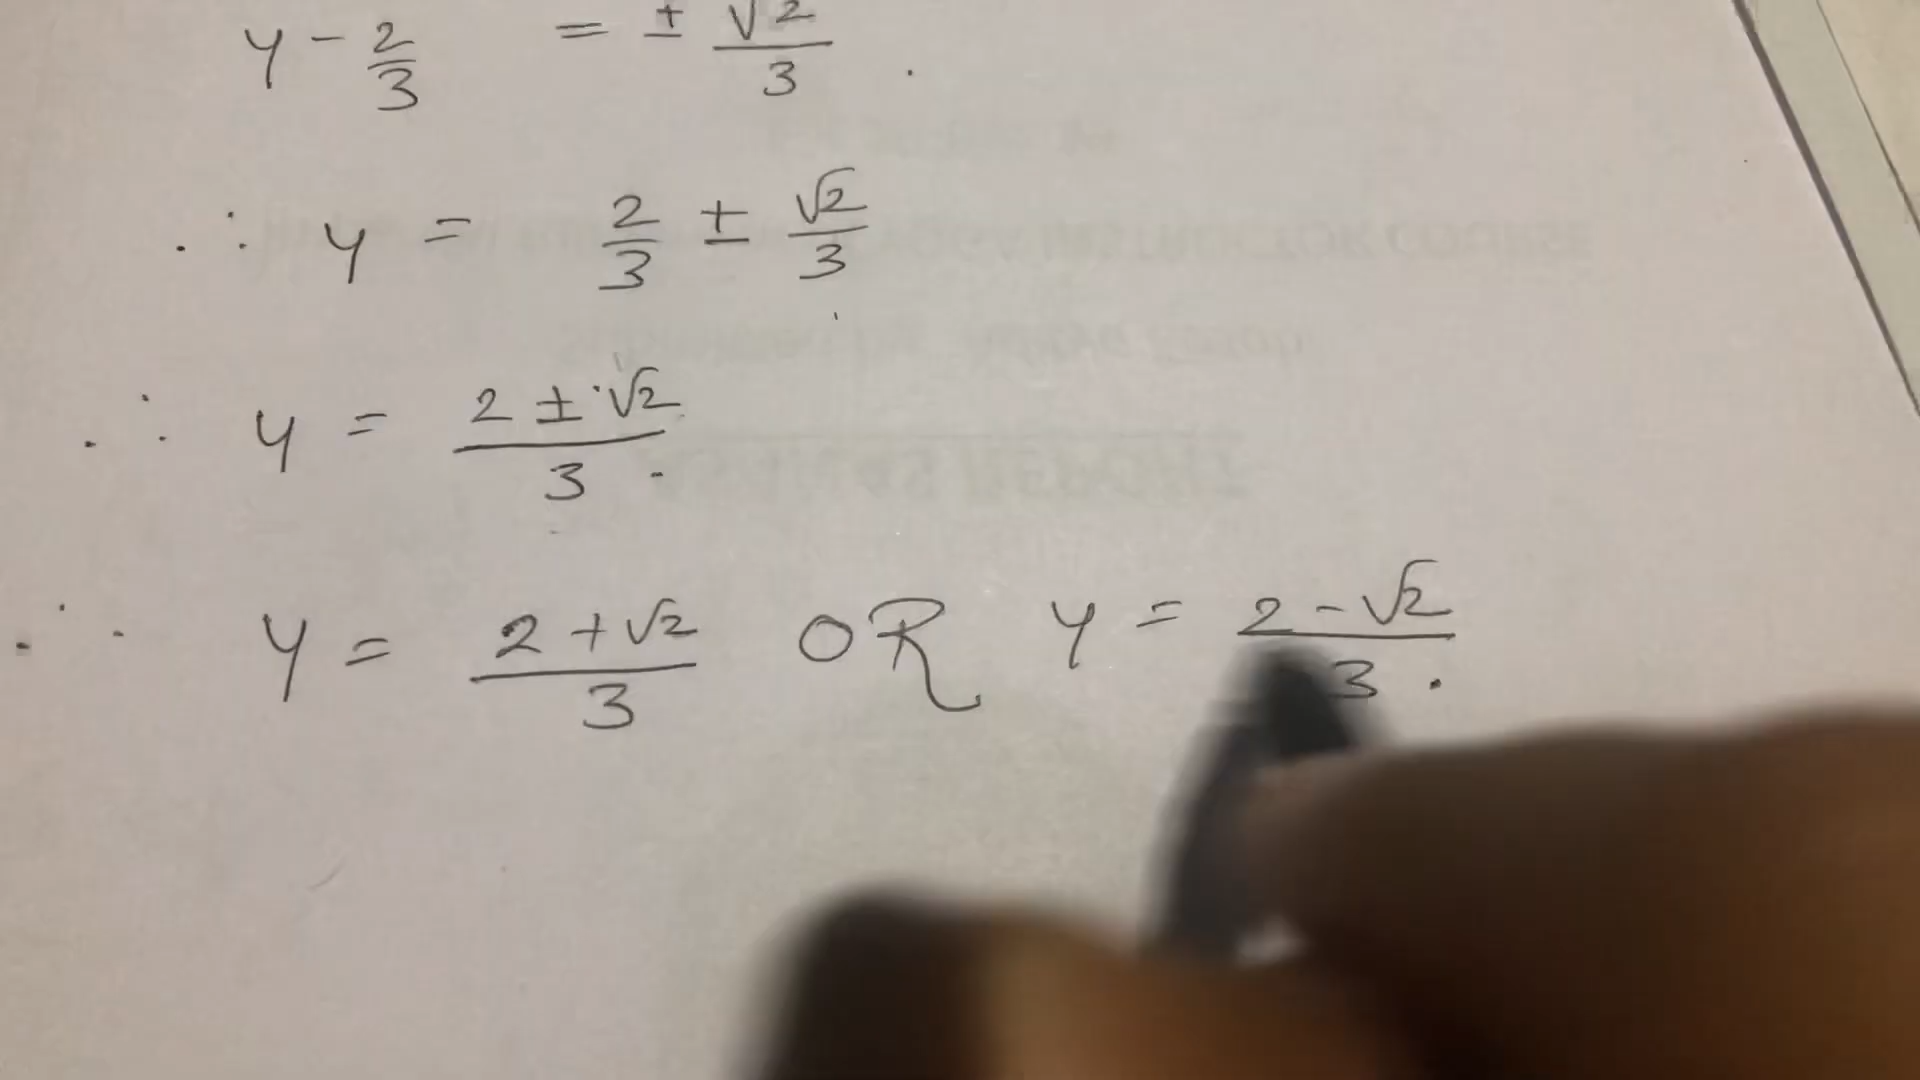 y - 2/3 = ± √2/3 .
∴ y = 2/3 ± √2/3
∴ y = (2 ± √2)/3 .
∴ y = (2 + √2)/3 OR y = (2 - √2)/3 .